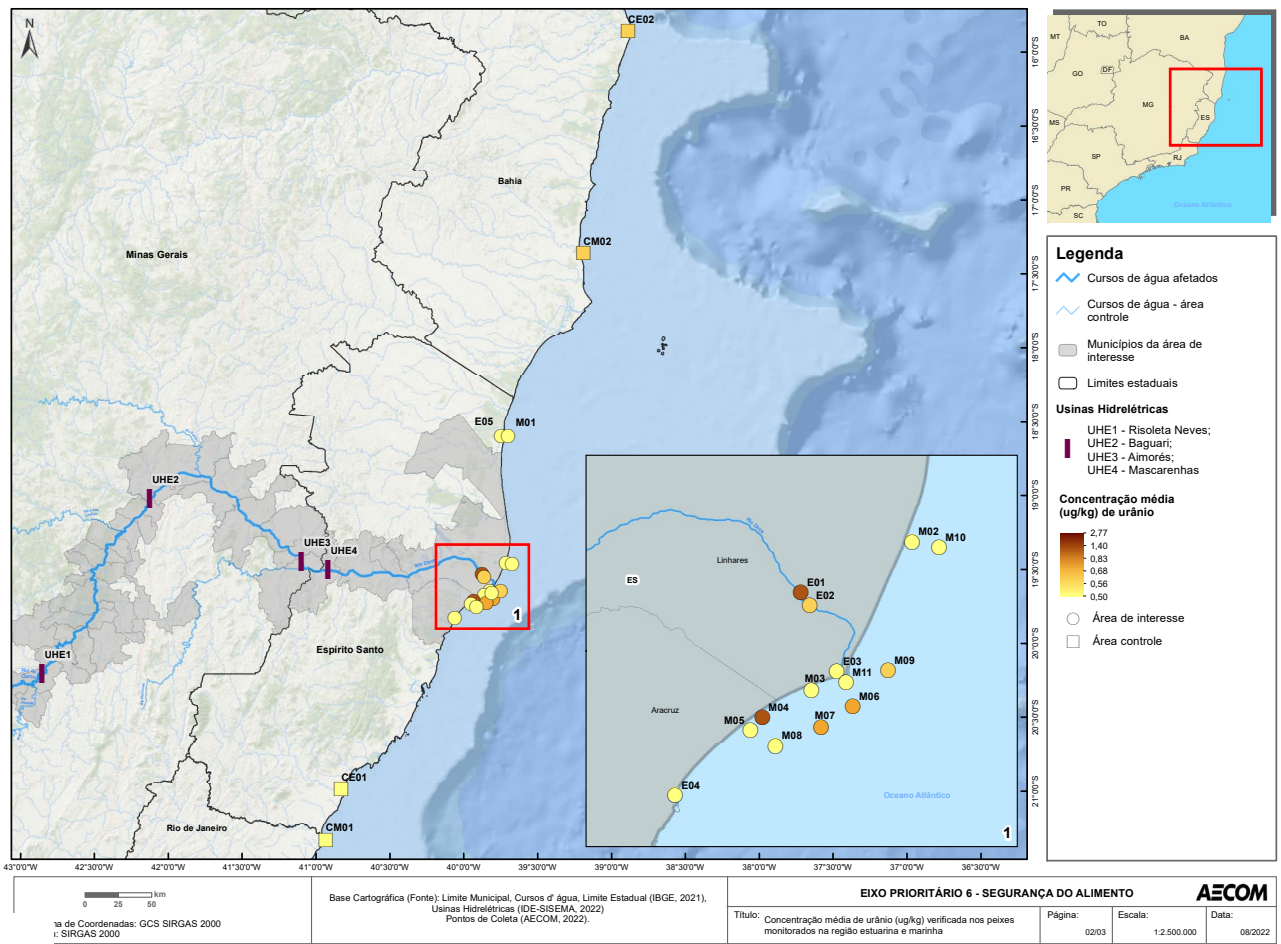 N
CE02
Bahia
Minas Gerais
CM02
E05
M01
UHE2
UHE3
UHE4
1
Espírito Santo
UHE1
CE01
Rio de Janeiro
CM01
M02
M10
Linhares
Rio Doce
ES
E01
E02
E03
M09
M11
M03
M06
Aracruz
M04
M07
M05
M08
E04
Oceano Atlântico
1
16°0'0"S
16°30'0"S
17°0'0"S
17°30'0"S
18°0'0"S
18°30'0"S
19°0'0"S
19°30'0"S
20°0'0"S
20°30'0"S
21°0'0"S
43°0'0"W
42°30'0"W
42°0'0"W
41°30'0"W
41°0'0"W
40°30'0"W
40°0'0"W
39°30'0"W
39°0'0"W
38°30'0"W
38°0'0"W
37°30'0"W
37°0'0"W
36°30'0"W
TO
MT
BA
GO
DF
MG
MS
ES
SP
RJ
PR
SC
Oceano Atlântico
Legenda
Cursos de água afetados
Cursos de água - área
controle
Municípios da área de
interesse
Limites estaduais
Usinas Hidrelétricas
UHE1 - Risoleta Neves;
UHE2 - Baguari;
UHE3 - Aimorés;
UHE4 - Mascarenhas
Concentração média
(ug/kg) de urânio
2,77
1,40
0,83
0,68
0,56
0,50
Área de interesse
Área controle
km
0 25 50
na de Coordenadas: GCS SIRGAS 2000
: SIRGAS 2000
Base Cartográfica (Fonte): Limite Municipal, Cursos d' água, Limite Estadual (IBGE, 2021),
Usinas Hidrelétricas (IDE-SISEMA, 2022)
Pontos de Coleta (AECOM, 2022).
EIXO PRIORITÁRIO 6 - SEGURANÇA DO ALIMENTO
AECOM
Título: Concentração média de urânio (ug/kg) verificada nos peixes
monitorados na região estuarina e marinha
Página:
02/03
Escala:
1:2.500.000
Data:
08/2022